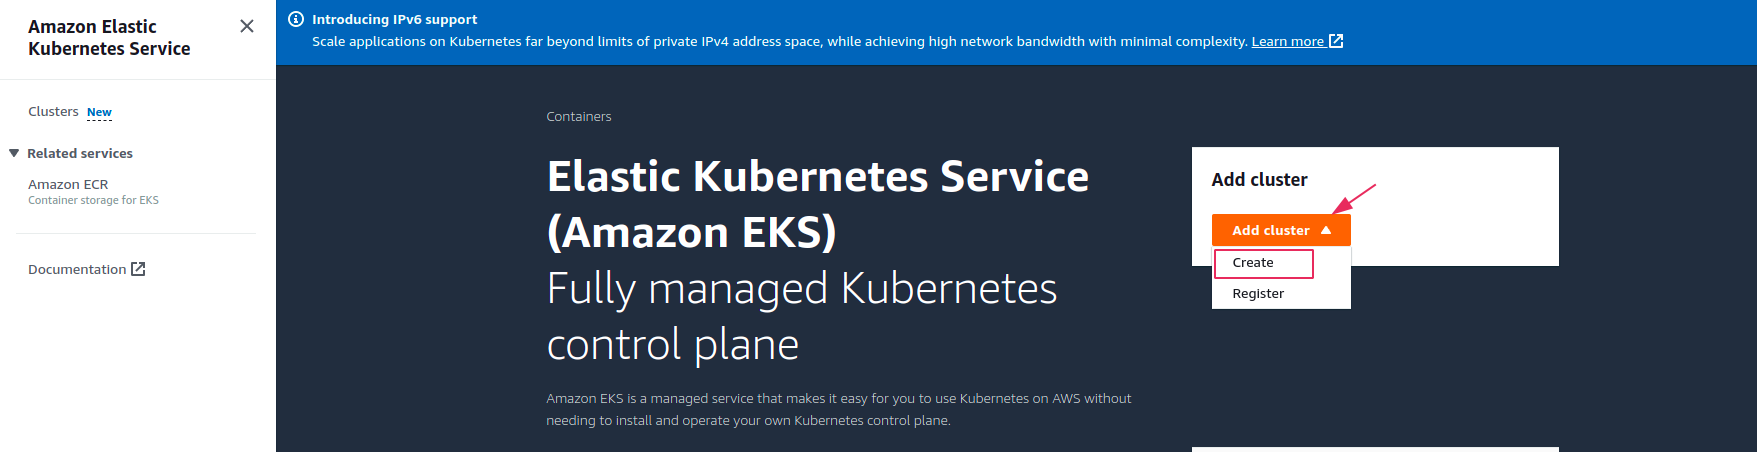 Amazon Elastic
Kubernetes Service
Clusters New
Related services
Amazon ECR
Container storage for EKS
Documentation
Introducing IPv6 support
Scale applications on Kubernetes far beyond limits of private IPv4 address space, while achieving high network bandwidth with minimal complexity. Learn more
Containers
Elastic Kubernetes Service
(Amazon EKS)
Fully managed Kubernetes
control plane
Amazon EKS is a managed service that makes it easy for you to use Kubernetes on AWS without
needing to install and operate your own Kubernetes control plane.
Add cluster
Add cluster
Create
Register